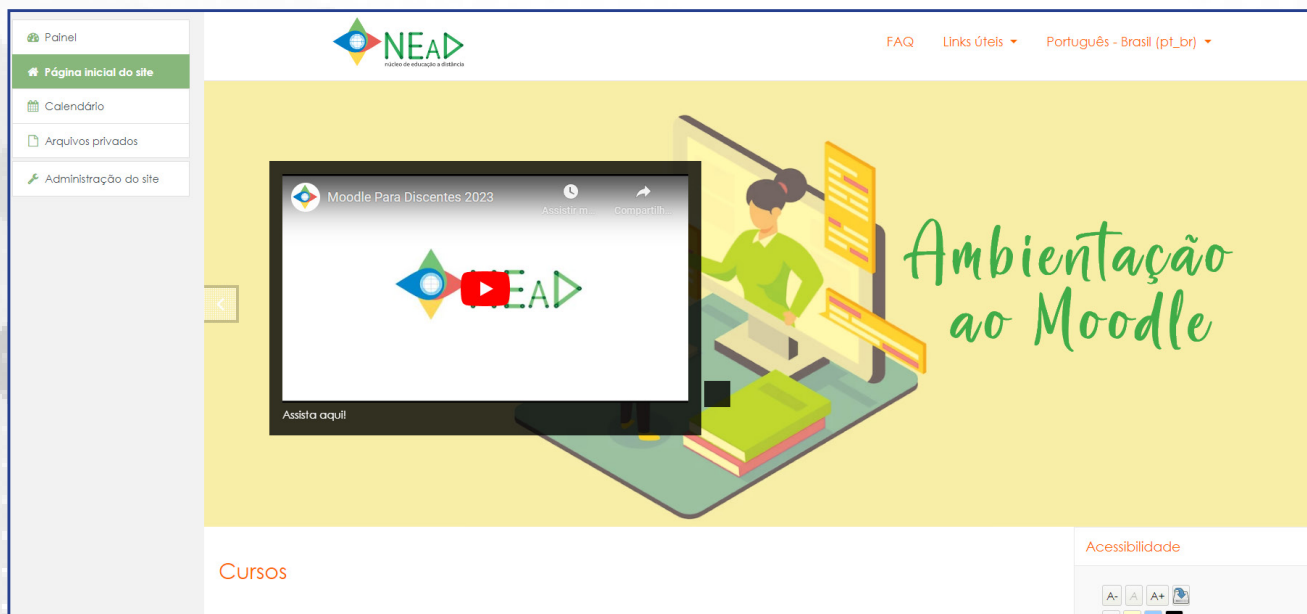 Painel
Página inicial do site
Calendário
Arquivos privados
Administração do site
NEAD
núcleo de educação a distância
FAQ
Links úteis
Português - Brasil (pt_br)
Moodle Para Discentes 2023
Assistir m...
Compartilh...
NEAD
Assista aqui!
Ambientação
ao Moodle
Cursos
Acessibilidade
A- A A+